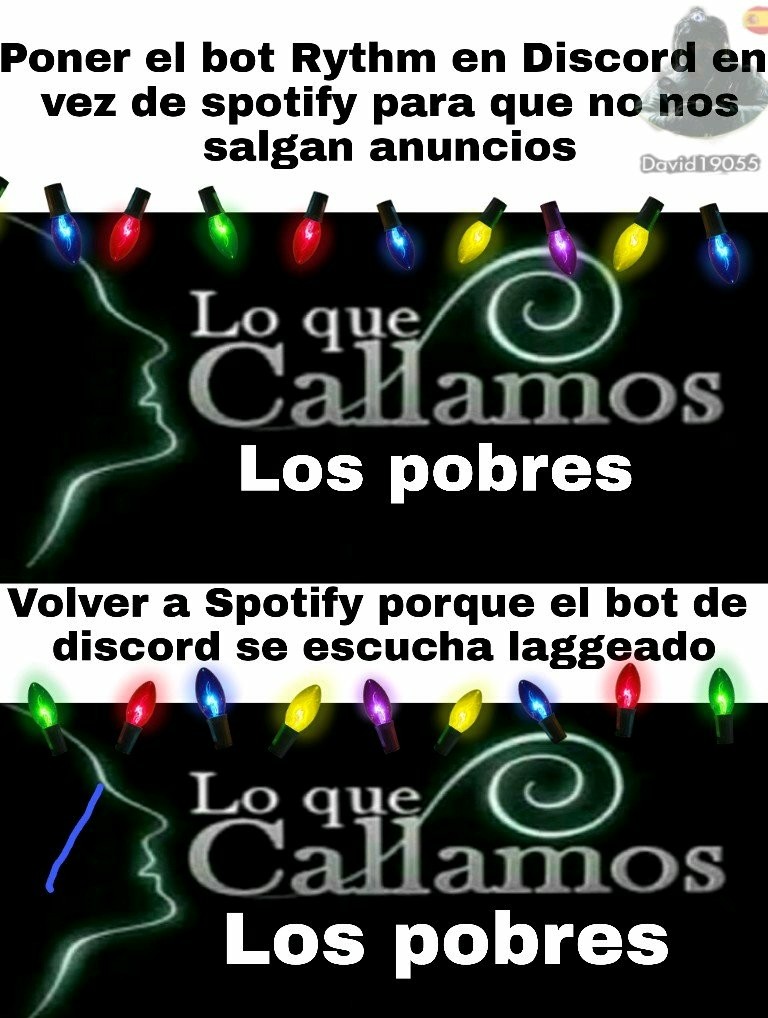 Poner el bot Rythm en Discord en
vez de spotify para que no nos
salgan anuncios
David19055
Lo que
Callamos
Los pobres
Volver a Spotify porque el bot de
discord se escucha laggeado
Lo que
Callamos
Los pobres